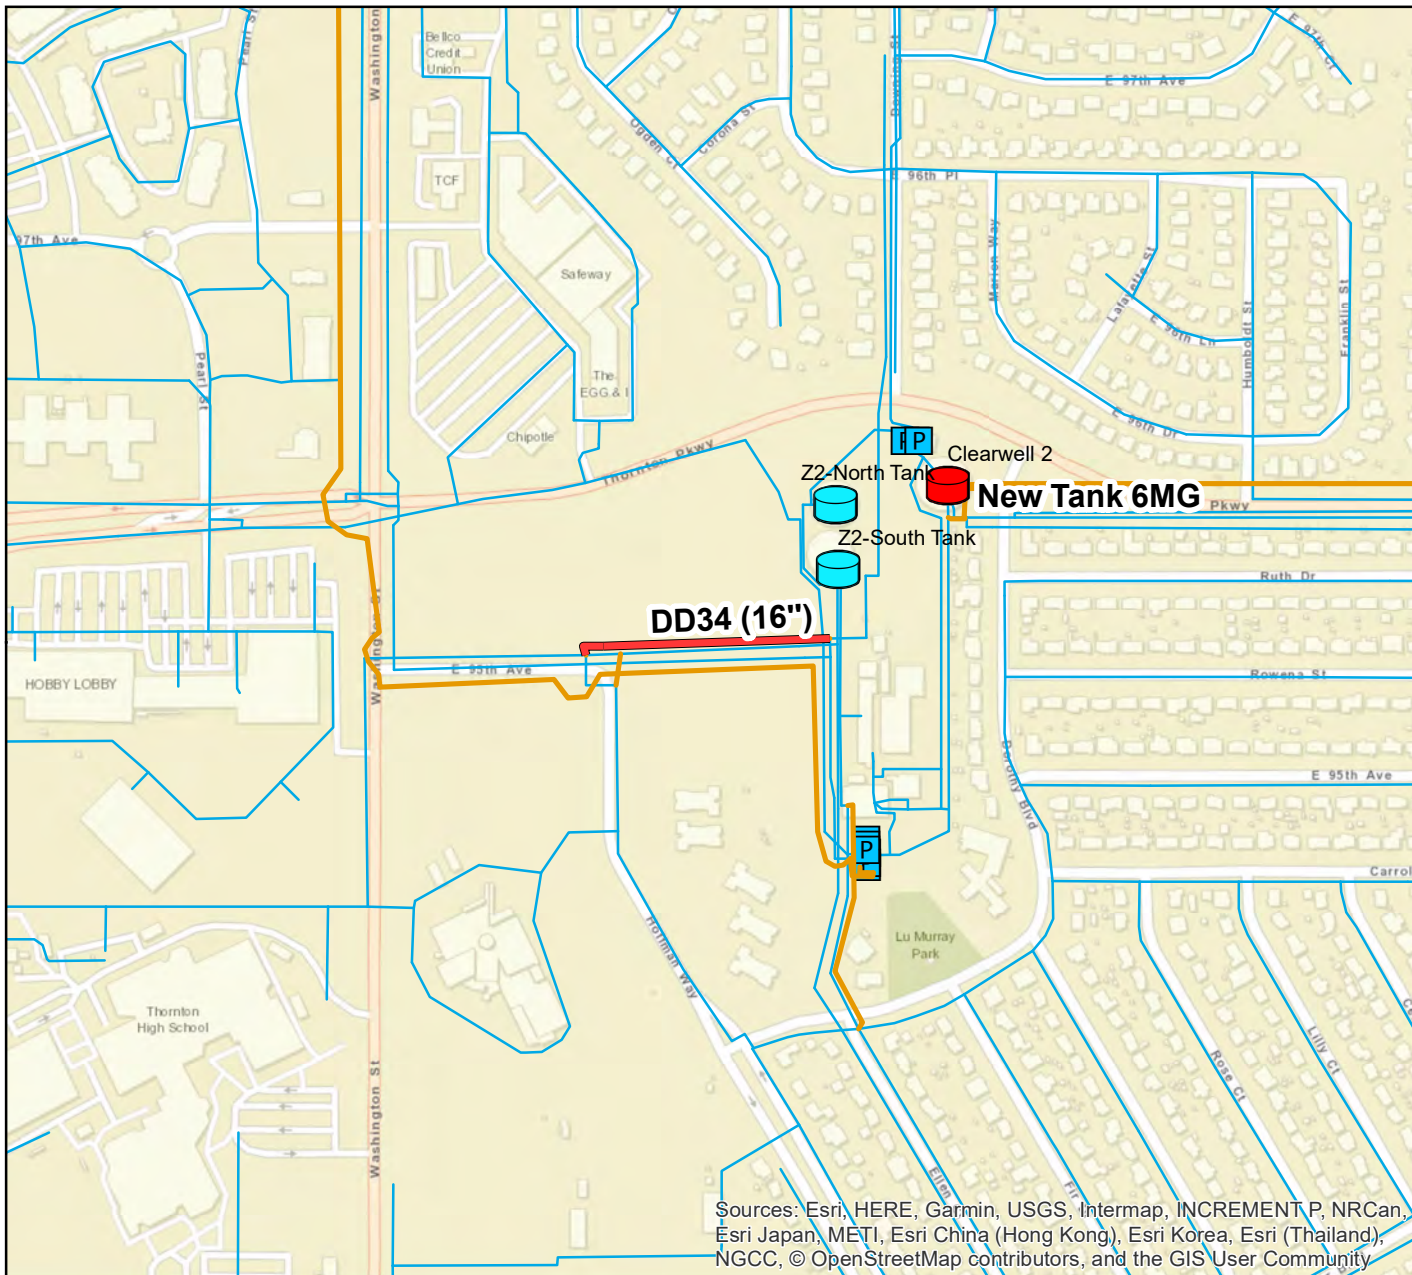 Pearl St
Washington
Bellco
Credit
Union
Downing St
E 97th Ct
E 97th Ave
Ogden Ct
Corona St
TCF
E 96th Pl
97th Ave
Marion Way
Safeway
Lafayette St
E 96th Ln
Humboldt St
Franklin St
Pearl St
The
EGG & I
Chipotle
E 96th Dr
Thornton Pkwy
P
Clearwell 2
Z2-North Tank
New Tank 6MG
Pkwy
Z2-South Tank
Ruth Dr
DD34 (16")
Washington St
E 95th Ave
HOBBY LOBBY
Rowena St
Dorothy Blvd
E 95th Ave
P
Carrol
Lu Murray
Park
Hoffman Way
Thornton
High School
Rose Ct
Lilly Ct
Washington St
Ellen
Fir
Sources: Esri, HERE, Garmin, USGS, Intermap, INCREMENT P, NRCan,
Esri Japan, METI, Esri China (Hong Kong), Esri Korea, Esri (Thailand),
NGCC, © OpenStreetMap contributors, and the GIS User Community